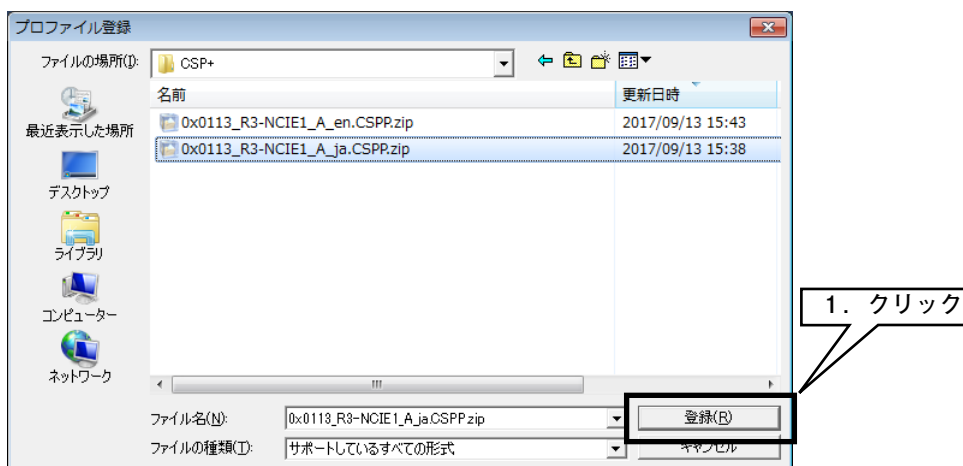 プロファイル登録
ファイルの場所(I):
CSP+
名前
更新日時
最近表示した場所
0x0113_R3-NCIE1_A_en.CSPP.zip 2017/09/13 15:43
0x0113_R3-NCIE1_A_ja.CSPP.zip 2017/09/13 15:38
デスクトップ
ライブラリ
コンピューター
ネットワーク
1. クリック
ファイル名(N): 0x0113_R3-NCIE1_A_ja.CSPP.zip 登録(R)
ファイルの種類(T): サポートしているすべての形式 キャンセル